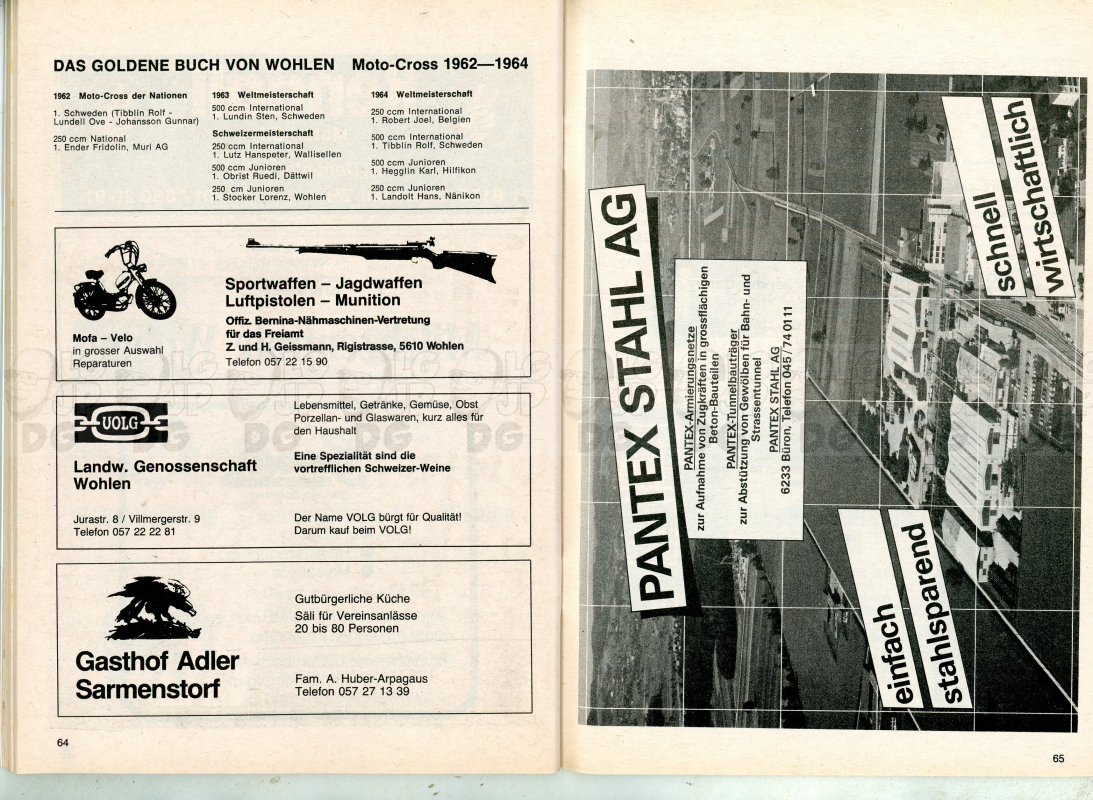 DAS GOLDENE BUCH VON WOHLEN Moto-Cross 1962—1964
1962 Moto-Cross der Nationen
1. Schweden (Tibblin Rolf -
Lundell Ove - Johansson Gunnar)
250 ccm National
1. Ender Fridolin, Muri AG
1963 Weltmeisterschaft
500 ccm International
1. Lundin Sten, Schweden
Schweizermeisterschaft
250 ccm International
1. Lutz Hanspeter, Wallisellen
500 ccm Junioren
1. Obrist Ruedi, Dättwil
250 cm Junioren
1. Stocker Lorenz, Wohlen
1964 Weltmeisterschaft
250 ccm International
1. Robert Joel, Belgien
500 ccm International
1. Tibblin Rolf, Schweden
500 ccm Junioren
1. Hegglin Karl, Hilfikon
250 ccm Junioren
1. Landolt Hans, Nänikon
Mofa – Velo
in grosser Auswahl
Reparaturen
Sportwaffen – Jagdwaffen
Luftpistolen – Munition
Offiz. Bernina-Nähmaschinen-Vertretung
für das Freiamt
Z. und H. Geissmann, Rigistrasse, 5610 Wohlen
Telefon 057 22 15 90
VOLG
Landw. Genossenschaft
Wohlen
Jurastr. 8 / Villmergerstr. 9
Telefon 057 22 22 81
Lebensmittel, Getränke, Gemüse, Obst
Porzellan- und Glaswaren, kurz alles für
den Haushalt
Eine Spezialität sind die
vortrefflichen Schweizer-Weine
Der Name VOLG bürgt für Qualität!
Darum kauf beim VOLG!
Gasthof Adler
Sarmenstorf
Gutbürgerliche Küche
Säli für Vereinsanlässe
20 bis 80 Personen
Fam. A. Huber-Arpagaus
Telefon 057 27 13 39
64
PANTEX STAHL AG
PANTEX-Armierungsnetze
zur Aufnahme von Zugkräften in grossflächigen
Beton-Bauteilen
PANTEX-Tunnelbauträger
zur Abstützung von Gewölben für Bahn- und
Strassentunnel
PANTEX STAHL AG
6233 Büron, Telefon 045 / 74 01 11
einfach
stahlsparend
schnell
wirtschaftlich
65
DG
DG
DG
DG
DG